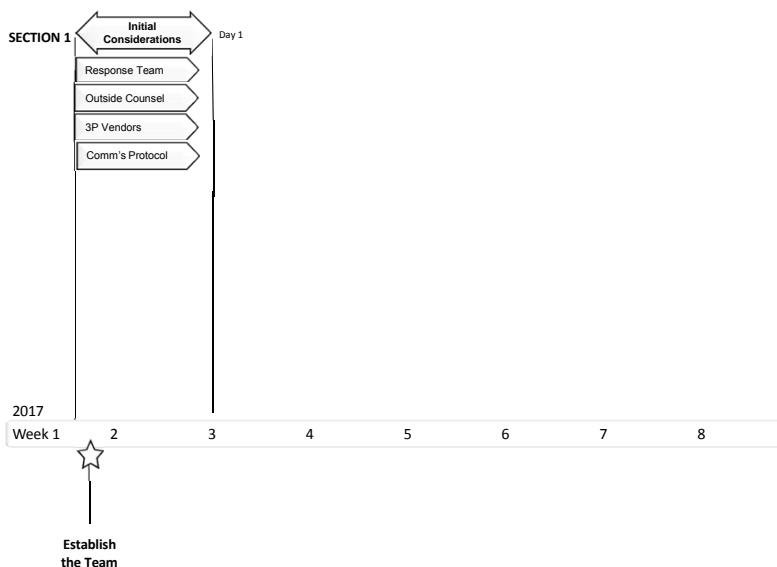 Initial
SECTION 1
Considerations
Day 1
Response Team
Outside Counsel
3P Vendors
Comm's Protocol
2017
Week 1 2 3 4 5 6 7 8
Establish
the Team